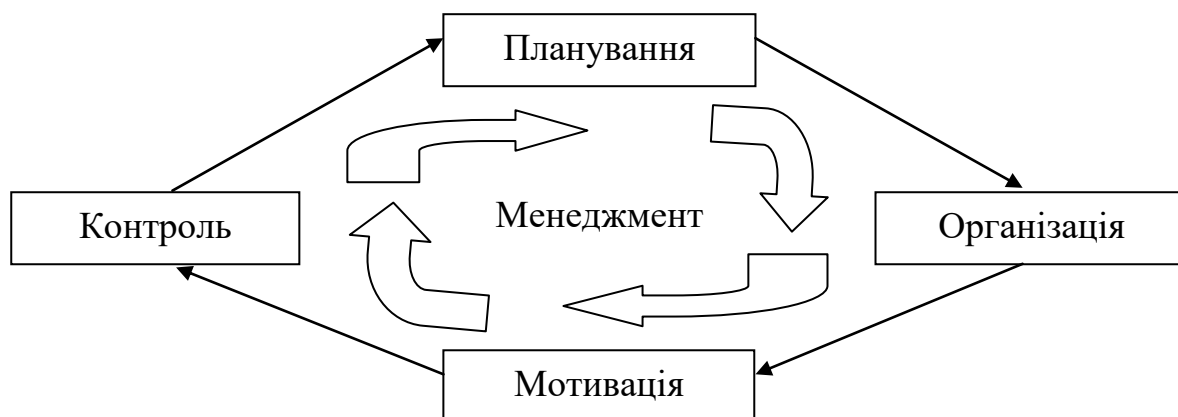 Планування
Контроль
Менеджмент
Організація
Мотивація